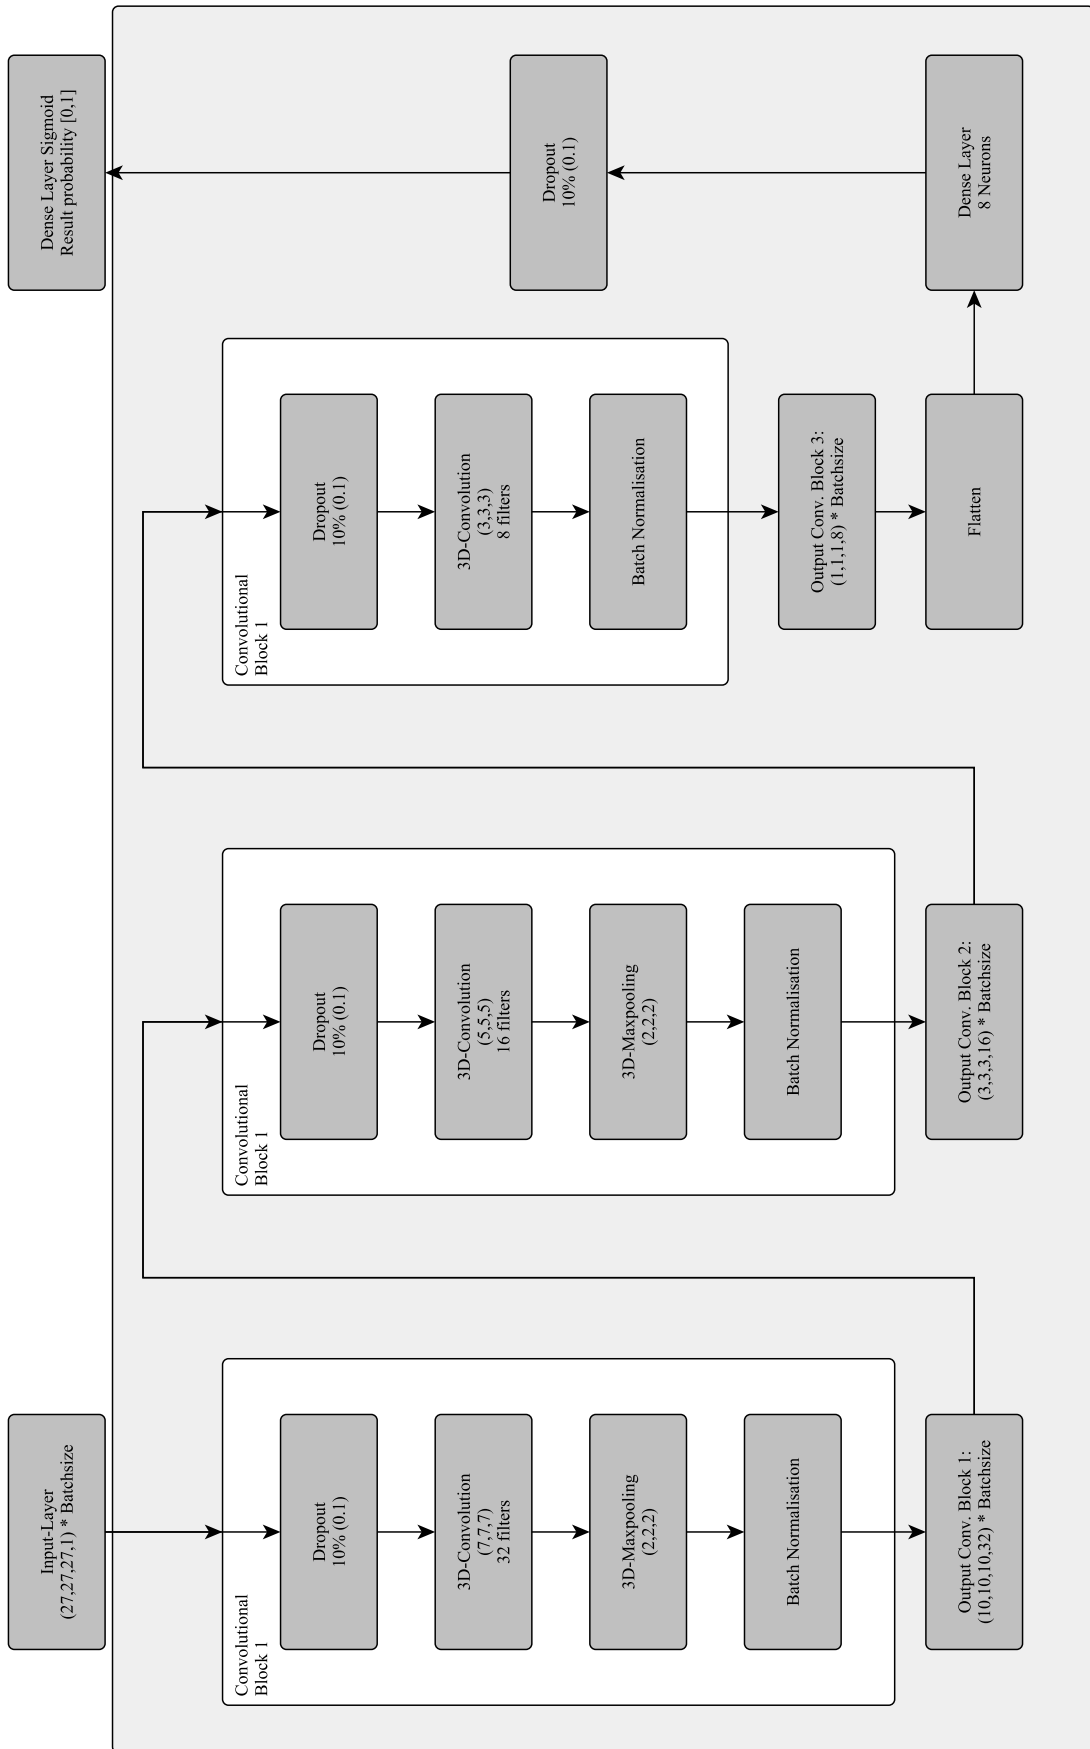 Input-Layer
(27,27,27,1) * Batchsize
Convolutional
Block 1
Dropout
10% (0.1)
3D-Convolution
(7,7,7)
32 filters
3D-Maxpooling
(2,2,2)
Batch Normalisation
Output Conv. Block 1:
(10,10,10,32) * Batchsize
Convolutional
Block 1
Dropout
10% (0.1)
3D-Convolution
(5,5,5)
16 filters
3D-Maxpooling
(2,2,2)
Batch Normalisation
Output Conv. Block 2:
(3,3,3,16) * Batchsize
Convolutional
Block 1
Dropout
10% (0.1)
3D-Convolution
(3,3,3)
8 filters
Batch Normalisation
Output Conv. Block 3:
(1,1,1,8) * Batchsize
Flatten
Dense Layer
8 Neurons
Dropout
10% (0.1)
Dense Layer Sigmoid
Result probability [0,1]